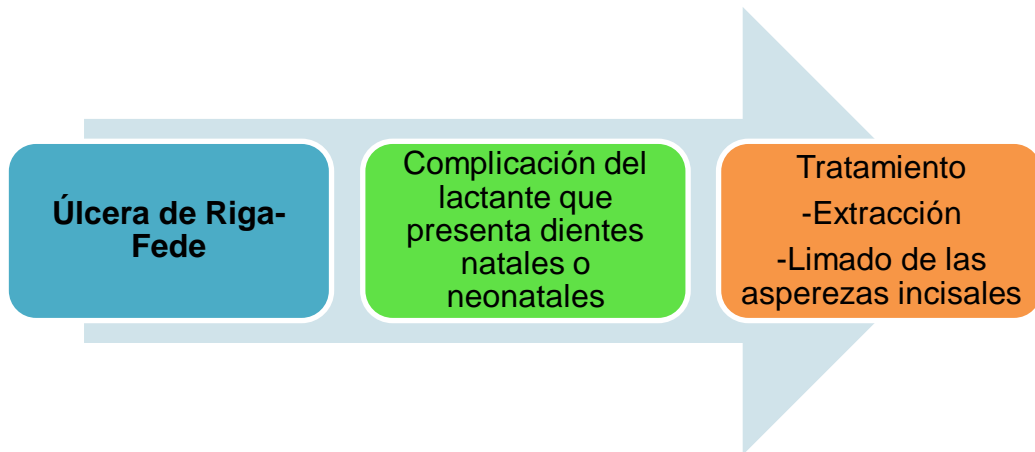 Úlcera de Riga-
Fede
Complicación del
lactante que
presenta dientes
natales o
neonatales
Tratamiento
-Extracción
-Limado de las
asperezas incisales